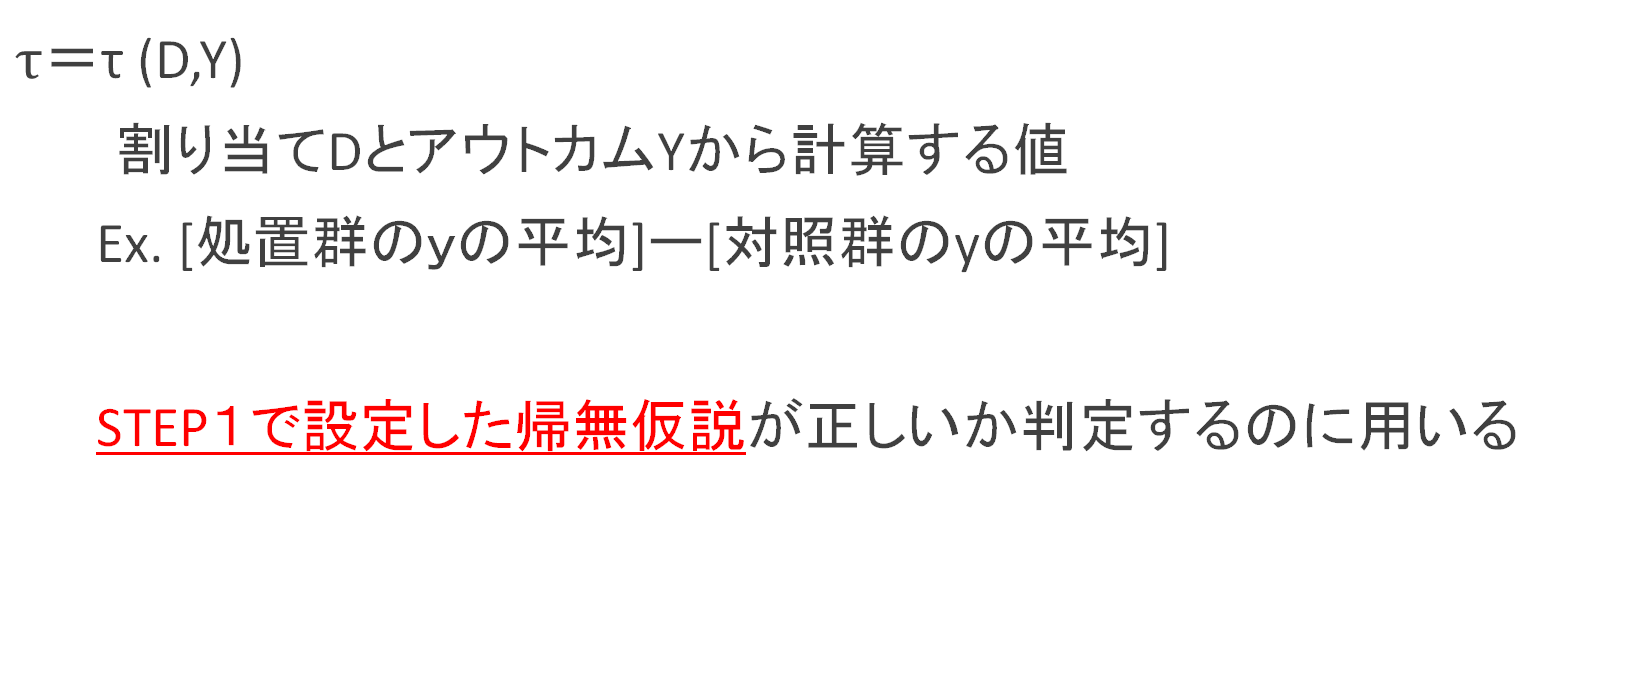 τ＝τ (D,Y)
割り当てDとアウトカムYから計算する値
Ex. [処置群のｙの平均]ー[対照群のyの平均]
STEP１で設定した帰無仮説が正しいか判定するのに用いる